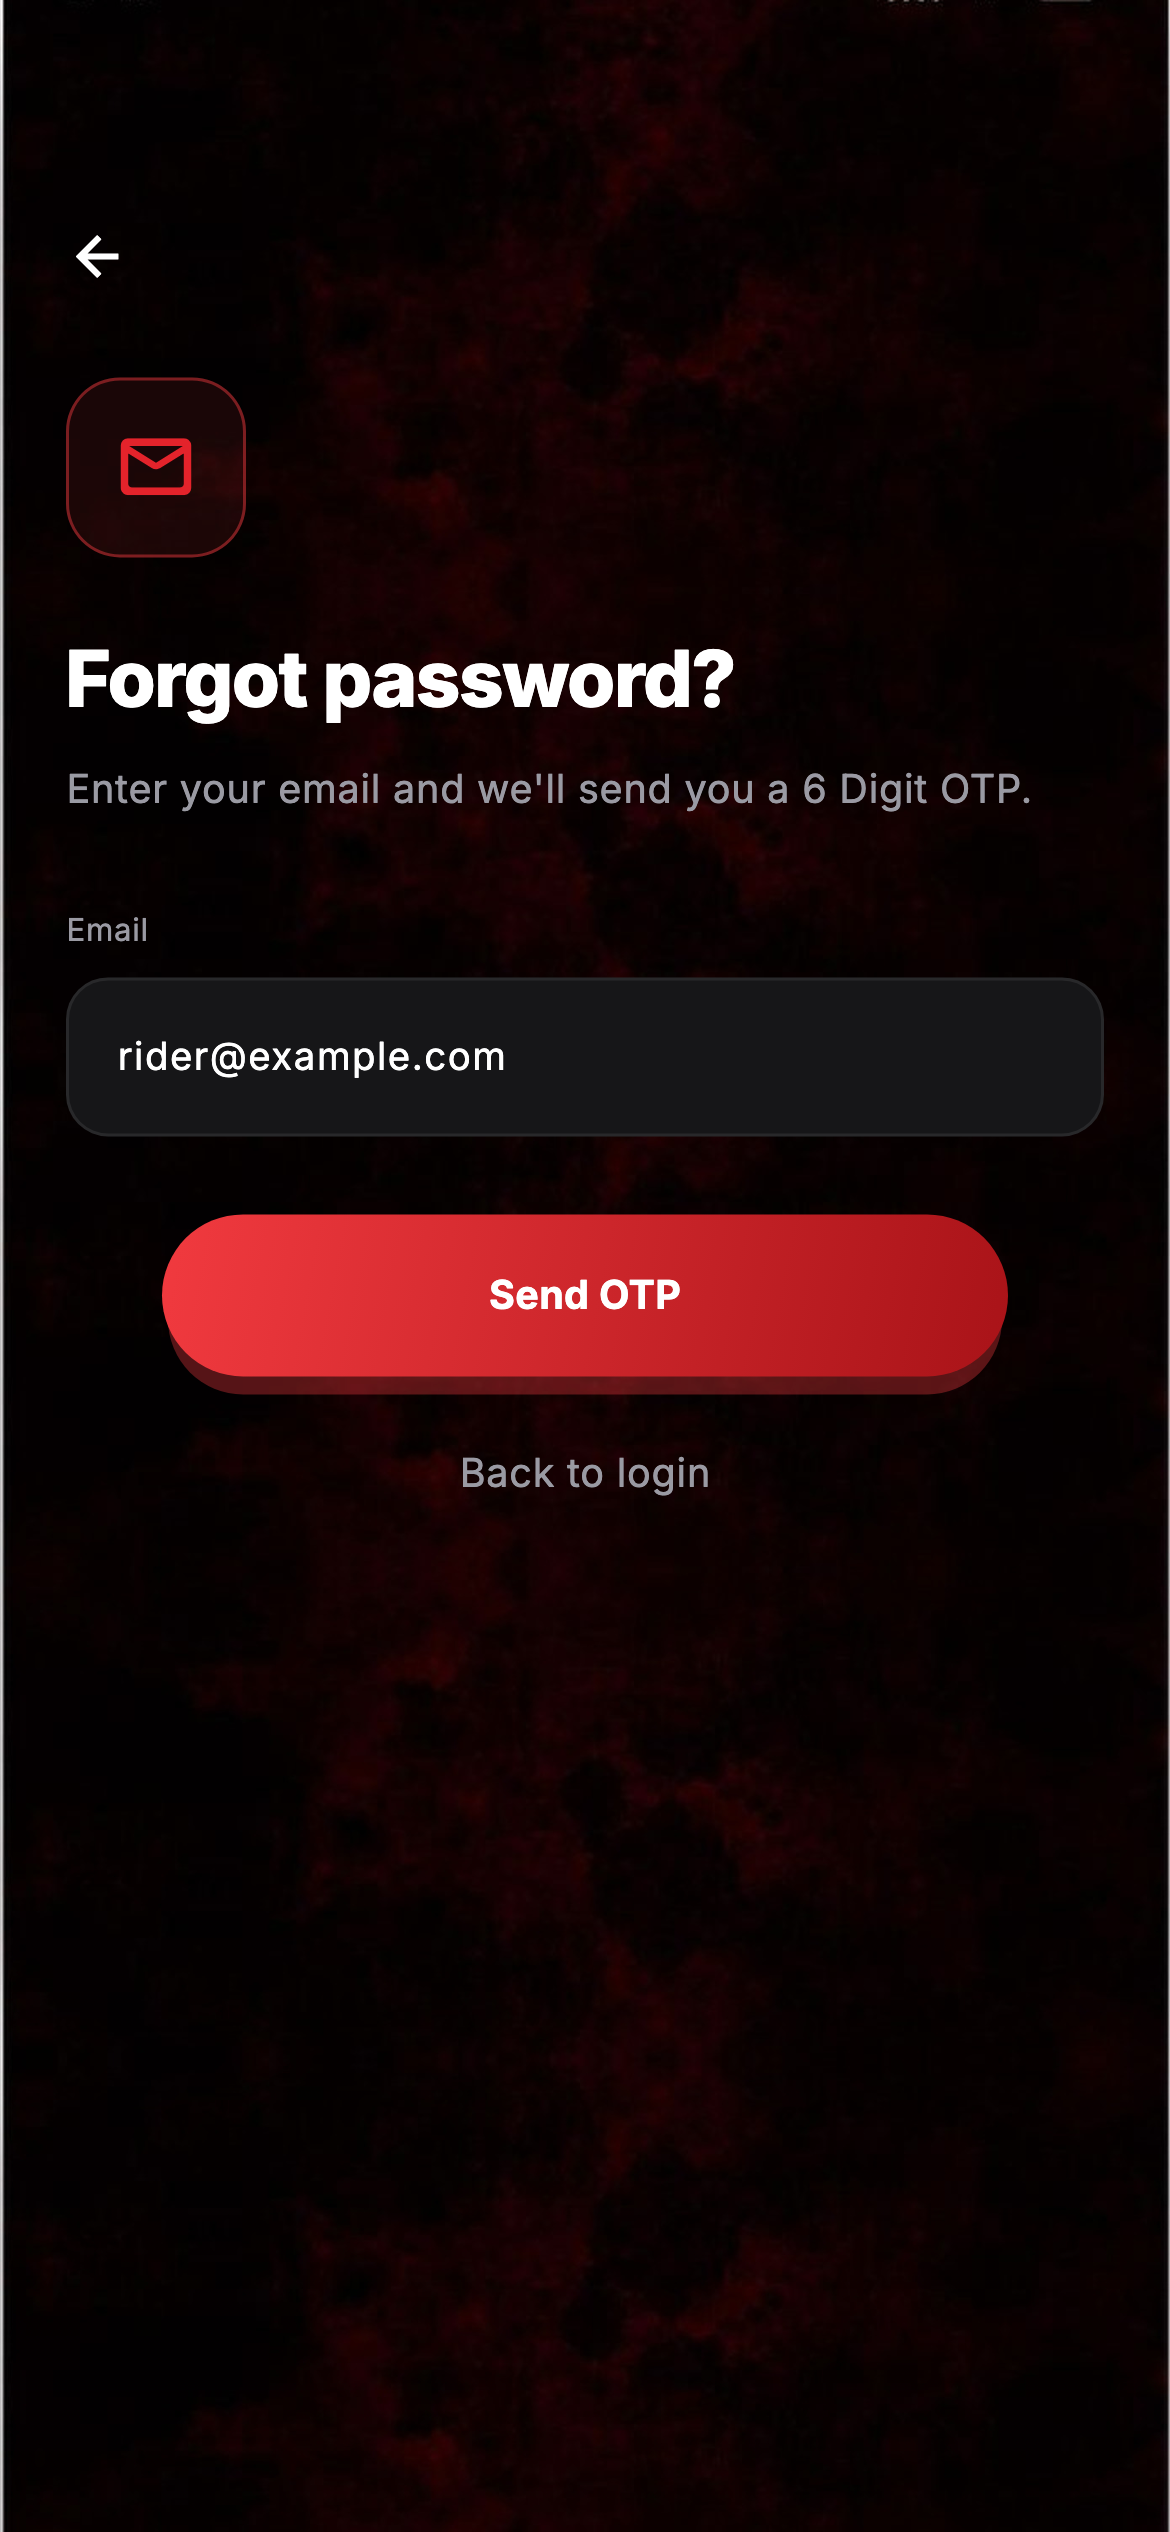 Forgot password?
Enter your email and we'll send you a 6 Digit OTP.
Email
rider@example.com
Send OTP
Back to login